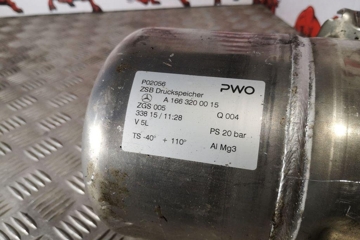 P02056
PWO
ZSB Druckspeicher
A 166 320 00 15
ZGS 005
Q 004
338 15 / 11:28
V 5L
PS 20 bar
TS -40° + 110°
Al Mg3